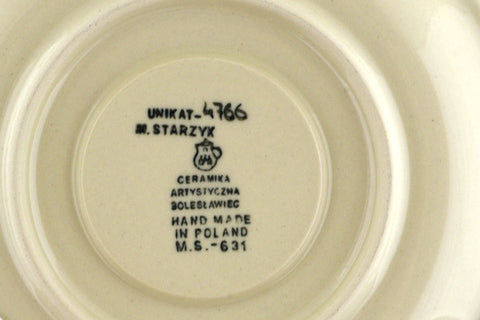 UNIKAT-4766
M. STARZYK
CERAMIKA
ARTYSTYCZNA
BOLESŁAWIEC
HAND MADE
IN POLAND
M.S.-631